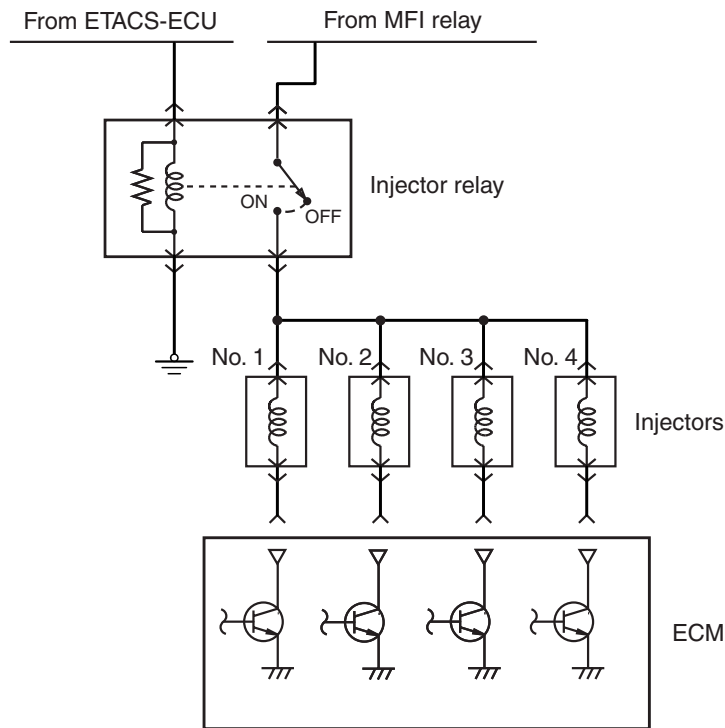 From ETACS-ECU
From MFI relay
Injector relay
ON
OFF
No. 1
No. 2
No. 3
No. 4
Injectors
ECM